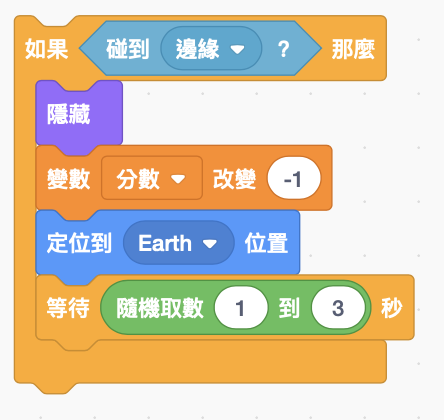 如果 碰到 邊緣 ? 那麼
隱藏
變數 分數 改變 -1
定位到 Earth 位置
等待 隨機取數 1 到 3 秒